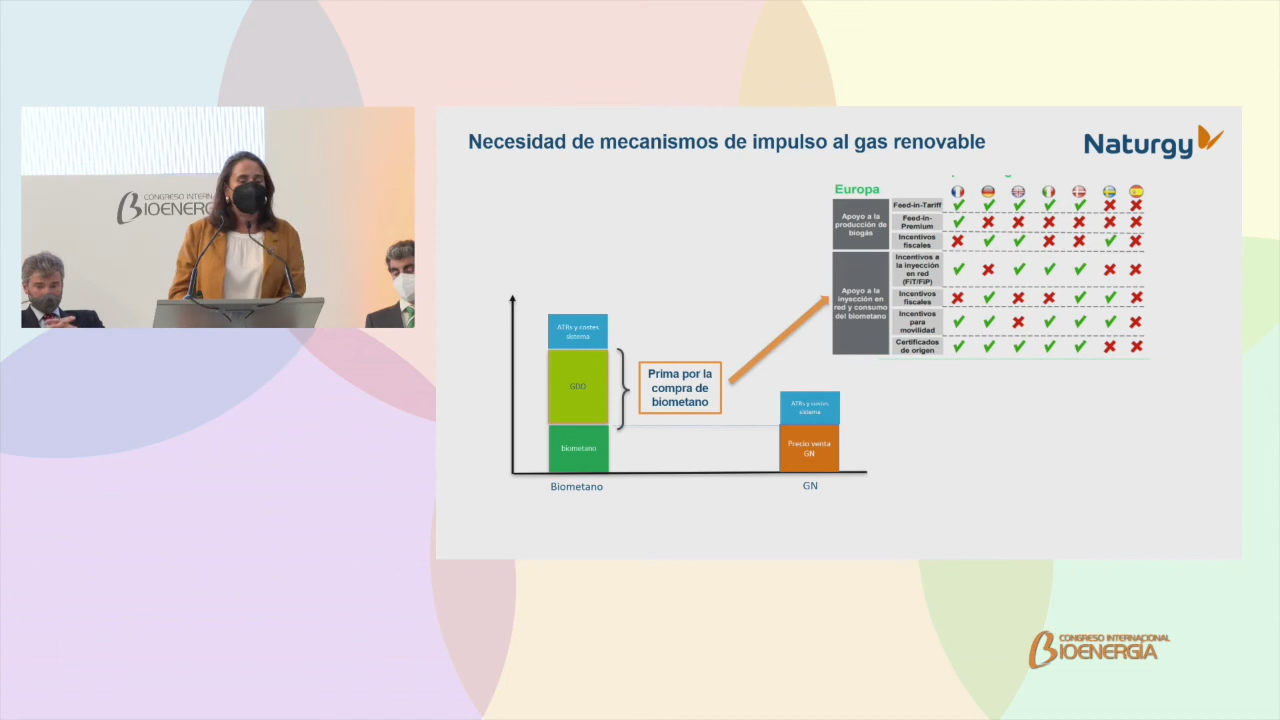 CONGRESO INTERN
BIOENERG
Necesidad de mecanismos de impulso al gas renovable
Naturgy
Europa
Apoyo a la
producción de
biogás
Feed-in-Tariff
Feed-in-
Premium
Incentivos
fiscales
Apoyo a la
inyección en
red y consumo
del biometano
Incentivos a
la inyección
en red
(FiT/FiP)
Incentivos
fiscales
Incentivos
para
movilidad
Certificados
de origen
ATRs y costes
sistema
GDO
biometano
Prima por la
compra de
biometano
ATRs y costes
sistema
Precio venta
GN
Biometano
GN
CONGRESO INTERNACIONAL
BIOENERGÍA